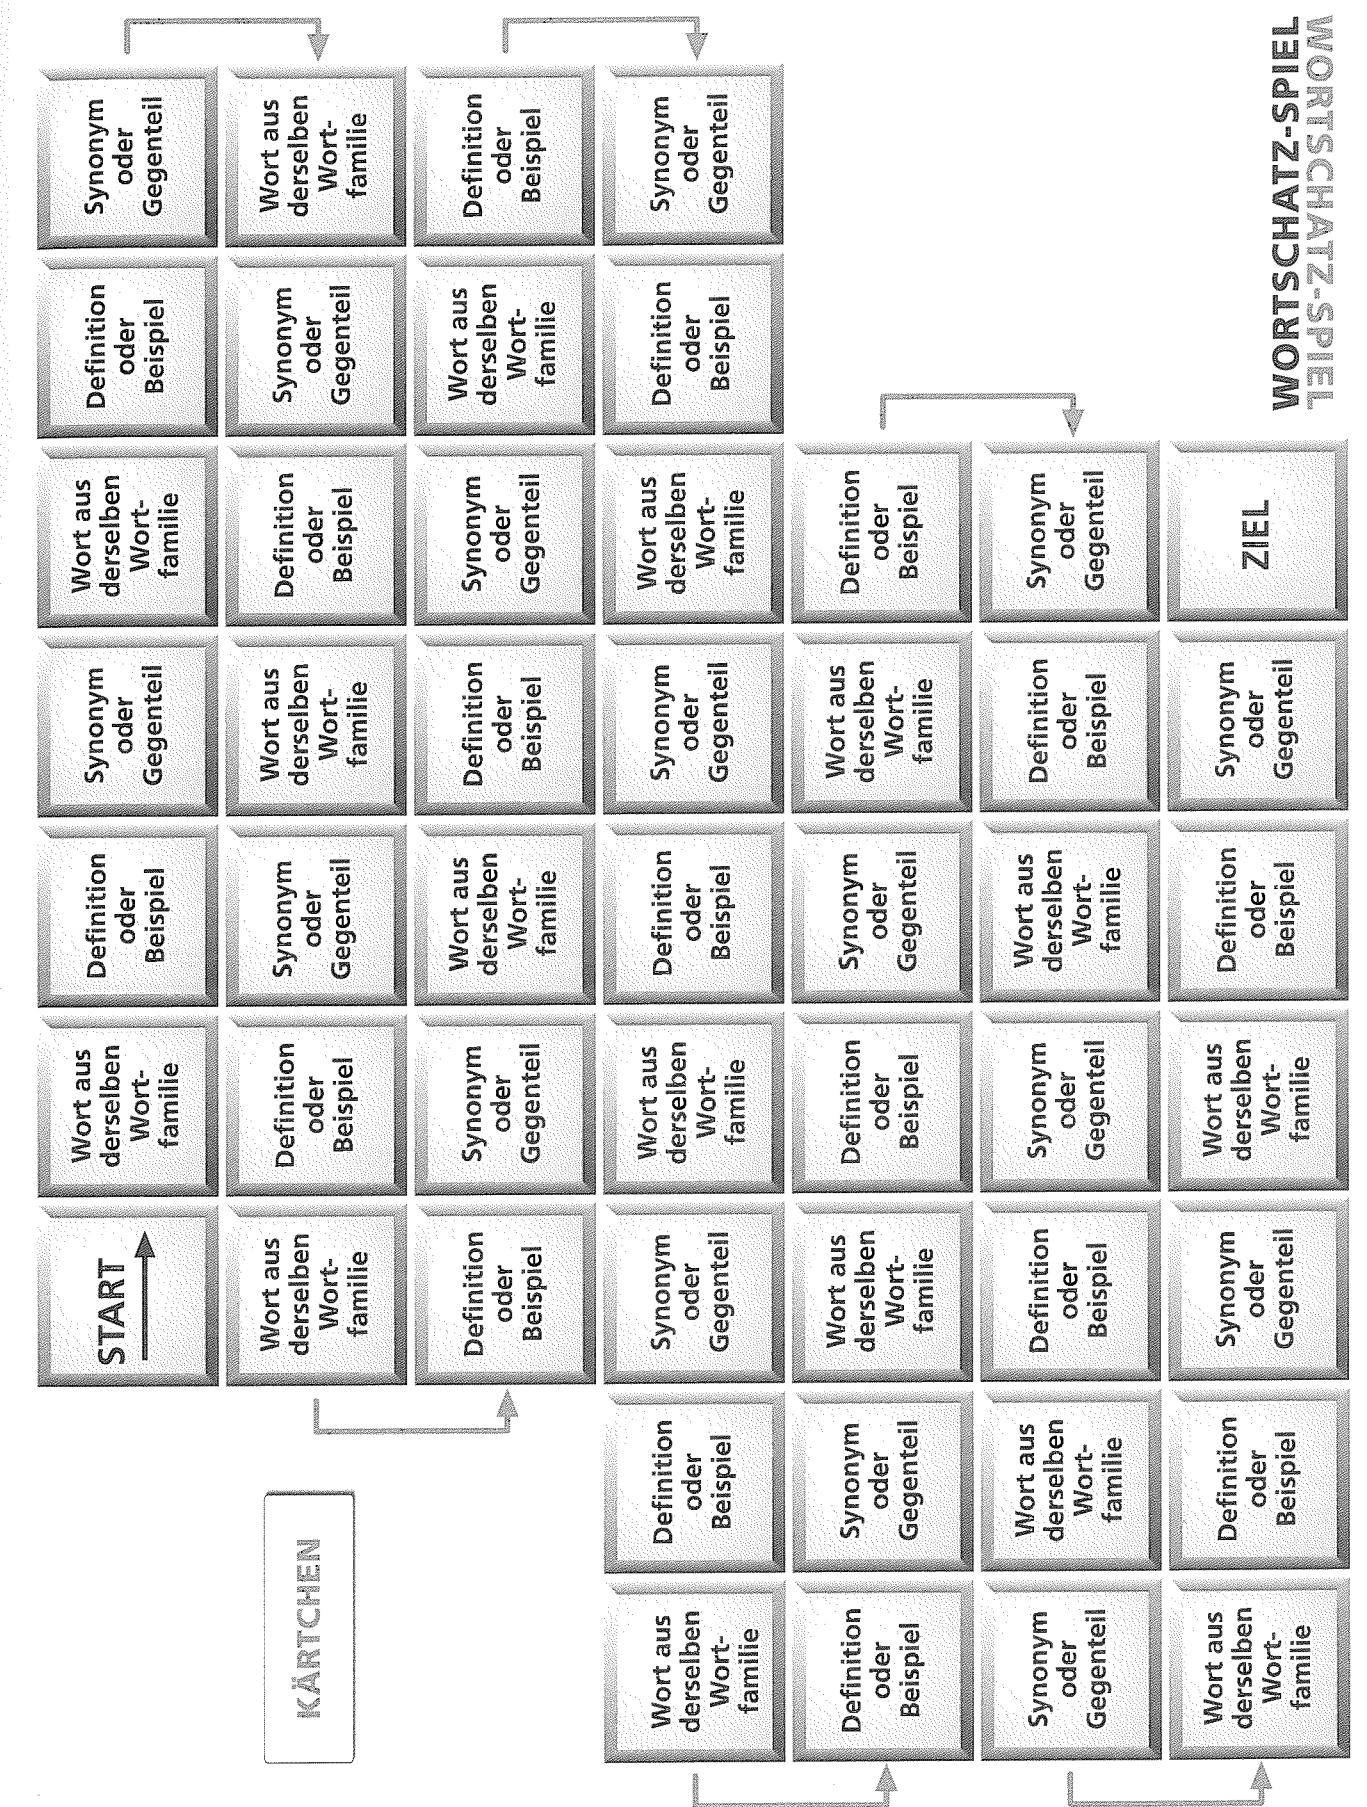 START
Wort aus
derselben
Wort-
familie
Definition
oder
Beispiel
Synonym
oder
Gegenteil
Wort aus
derselben
Wort-
familie
Definition
oder
Beispiel
Synonym
oder
Gegenteil
KÄRTCHEN
Wort aus
derselben
Wort-
familie
Definition
oder
Beispiel
Synonym
oder
Gegenteil
Wort aus
derselben
Wort-
familie
Definition
oder
Beispiel
Synonym
oder
Gegenteil
Wort aus
derselben
Wort-
familie
Definition
oder
Beispiel
Synonym
oder
Gegenteil
Wort aus
derselben
Wort-
familie
Definition
oder
Beispiel
Synonym
oder
Gegenteil
Wort aus
derselben
Wort-
familie
Definition
oder
Beispiel
Wort aus
derselben
Wort-
familie
Definition
oder
Beispiel
Synonym
oder
Gegenteil
Wort aus
derselben
Wort-
familie
Definition
oder
Beispiel
Synonym
oder
Gegenteil
Wort aus
derselben
Wort-
familie
Definition
oder
Beispiel
Synonym
oder
Gegenteil
Definition
oder
Beispiel
Synonym
oder
Gegenteil
Wort aus
derselben
Wort-
familie
Definition
oder
Beispiel
Synonym
oder
Gegenteil
Wort aus
derselben
Wort-
familie
Definition
oder
Beispiel
Synonym
oder
Gegenteil
Wort aus
derselben
Wort-
familie
Definition
oder
Beispiel
Synonym
oder
Gegenteil
Wort aus
derselben
Wort-
familie
Definition
oder
Beispiel
Synonym
oder
Gegenteil
Wort aus
derselben
Wort-
familie
Definition
oder
Beispiel
Synonym
oder
Gegenteil
Wort aus
derselben
Wort-
familie
Definition
oder
Beispiel
Synonym
oder
Gegenteil
ZIEL
WORTSCHATZ-SPIEL
WORTSCHATZ-SPIEL